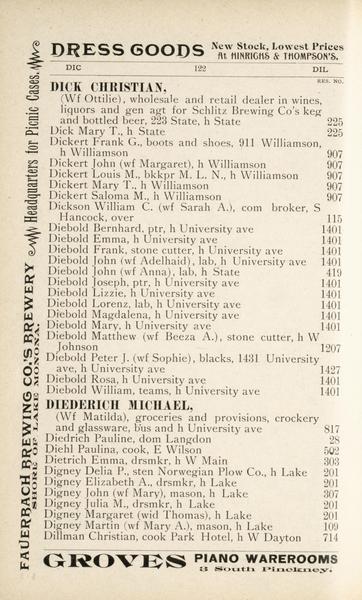 DRESS GOODS New Stock, Lowest Prices
At HINRICHS & THOMPSON'S.
DIC 122 DIL
RES. NO.
DICK CHRISTIAN,
(Wf Ottilie), wholesale and retail dealer in wines,
liquors and gen agt for Schlitz Brewing Co's keg
and bottled beer, 223 State, h State 225
Dick Mary T., h State 225
Dickert Frank G., boots and shoes, 911 Williamson,
h Williamson 907
Dickert John (wf Margaret), h Williamson 907
Dickert Louis M., bkkpr M. L. N., h Williamson 907
Dickert Mary T., h Williamson 907
Dickert Saloma M., h Williamson 907
Dickson William C. (wf Sarah A.), com broker, S
Hancock, over 115
Diebold Bernhard, ptr, h University ave 1401
Diebold Emma, h University ave 1401
Diebold Frank, stone cutter, h University ave 1401
Diebold John (wf Adelhaid), lab, h University ave 1401
Diebold John (wf Anna), lab, h State 419
Diebold Joseph, ptr, h University ave 1401
Diebold Lizzie, h University ave 1401
Diebold Lorenz, lab, h University ave 1401
Diebold Magdalena, h University ave 1401
Diebold Mary, h University ave 1401
Diebold Matthew (wf Beeza A.), stone cutter, h W
Johnson 1207
Diebold Peter J. (wf Sophie), blacks, 1431 University
ave, h University ave 1427
Diebold Rosa, h University ave 1401
Diebold William, teams, h University ave 1401
DIEDERICH MICHAEL,
(Wf Matilda), groceries and provisions, crockery
and glassware, bus and h University ave 817
Diedrich Pauline, dom Langdon 28
Diehl Paulina, cook, E Wilson 502
Dietrich Emma, drsmkr, h W Main 303
Digney Delia P., sten Norwegian Plow Co., h Lake 201
Digney Elizabeth A., drsmkr, h Lake 201
Digney John (wf Mary), mason, h Lake 307
Digney Julia M., drsmkr, h Lake 201
Digney Margaret (wid Thomas), h Lake 201
Digney Martin (wf Mary A.), mason, h Lake 109
Dillman Christian, cook Park Hotel, h W Dayton 714
GROVES PIANO WAREROOMS
3 South Pinckney.
FAUERBACH BREWING CO.'S BREWERY Headquarters for Picnic Cases.
SHORE OF LAKE MONONA.